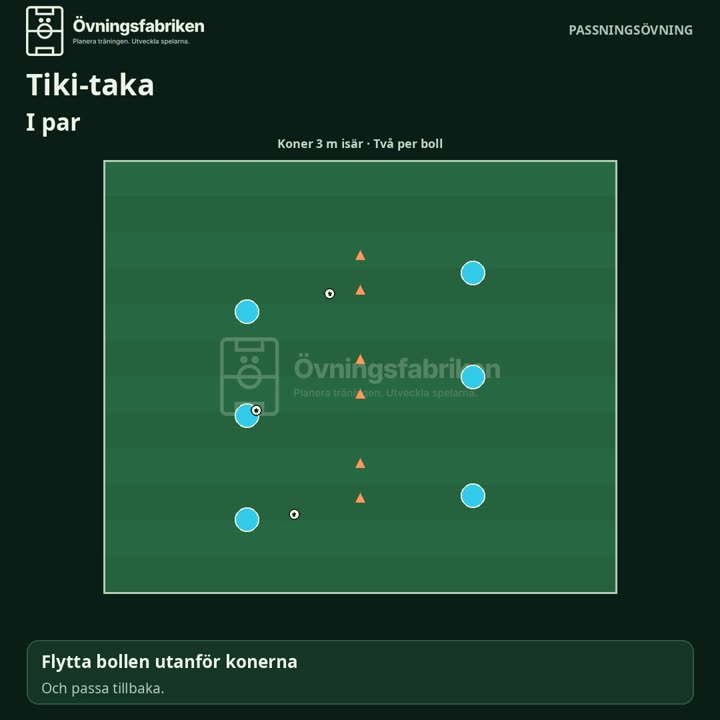 Övningsfabriken
Planera träningen. Utveckla spelarna.
PASSNINGSÖVNING
Tiki-taka
I par
Koner 3 m isär · Två per boll
Övningsfabriken
Planera träningen. Utveckla spelarna.
Flytta bollen utanför konerna
Och passa tillbaka.